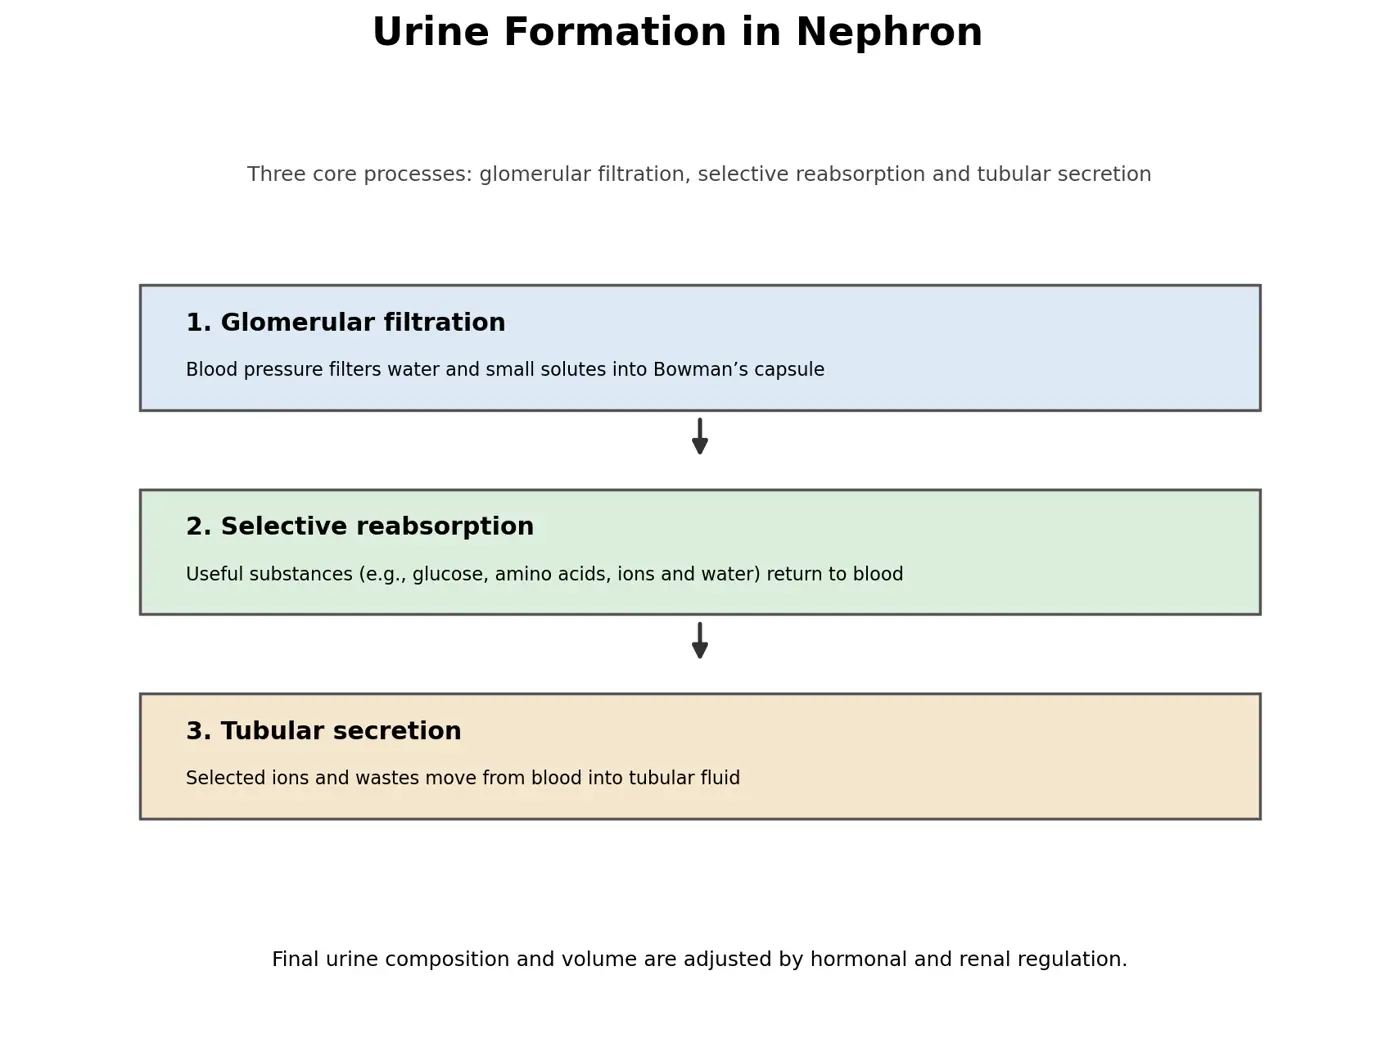 Urine Formation in Nephron
Three core processes: glomerular filtration, selective reabsorption and tubular secretion
1. Glomerular filtration
Blood pressure filters water and small solutes into Bowman’s capsule
2. Selective reabsorption
Useful substances (e.g., glucose, amino acids, ions and water) return to blood
3. Tubular secretion
Selected ions and wastes move from blood into tubular fluid
Final urine composition and volume are adjusted by hormonal and renal regulation.